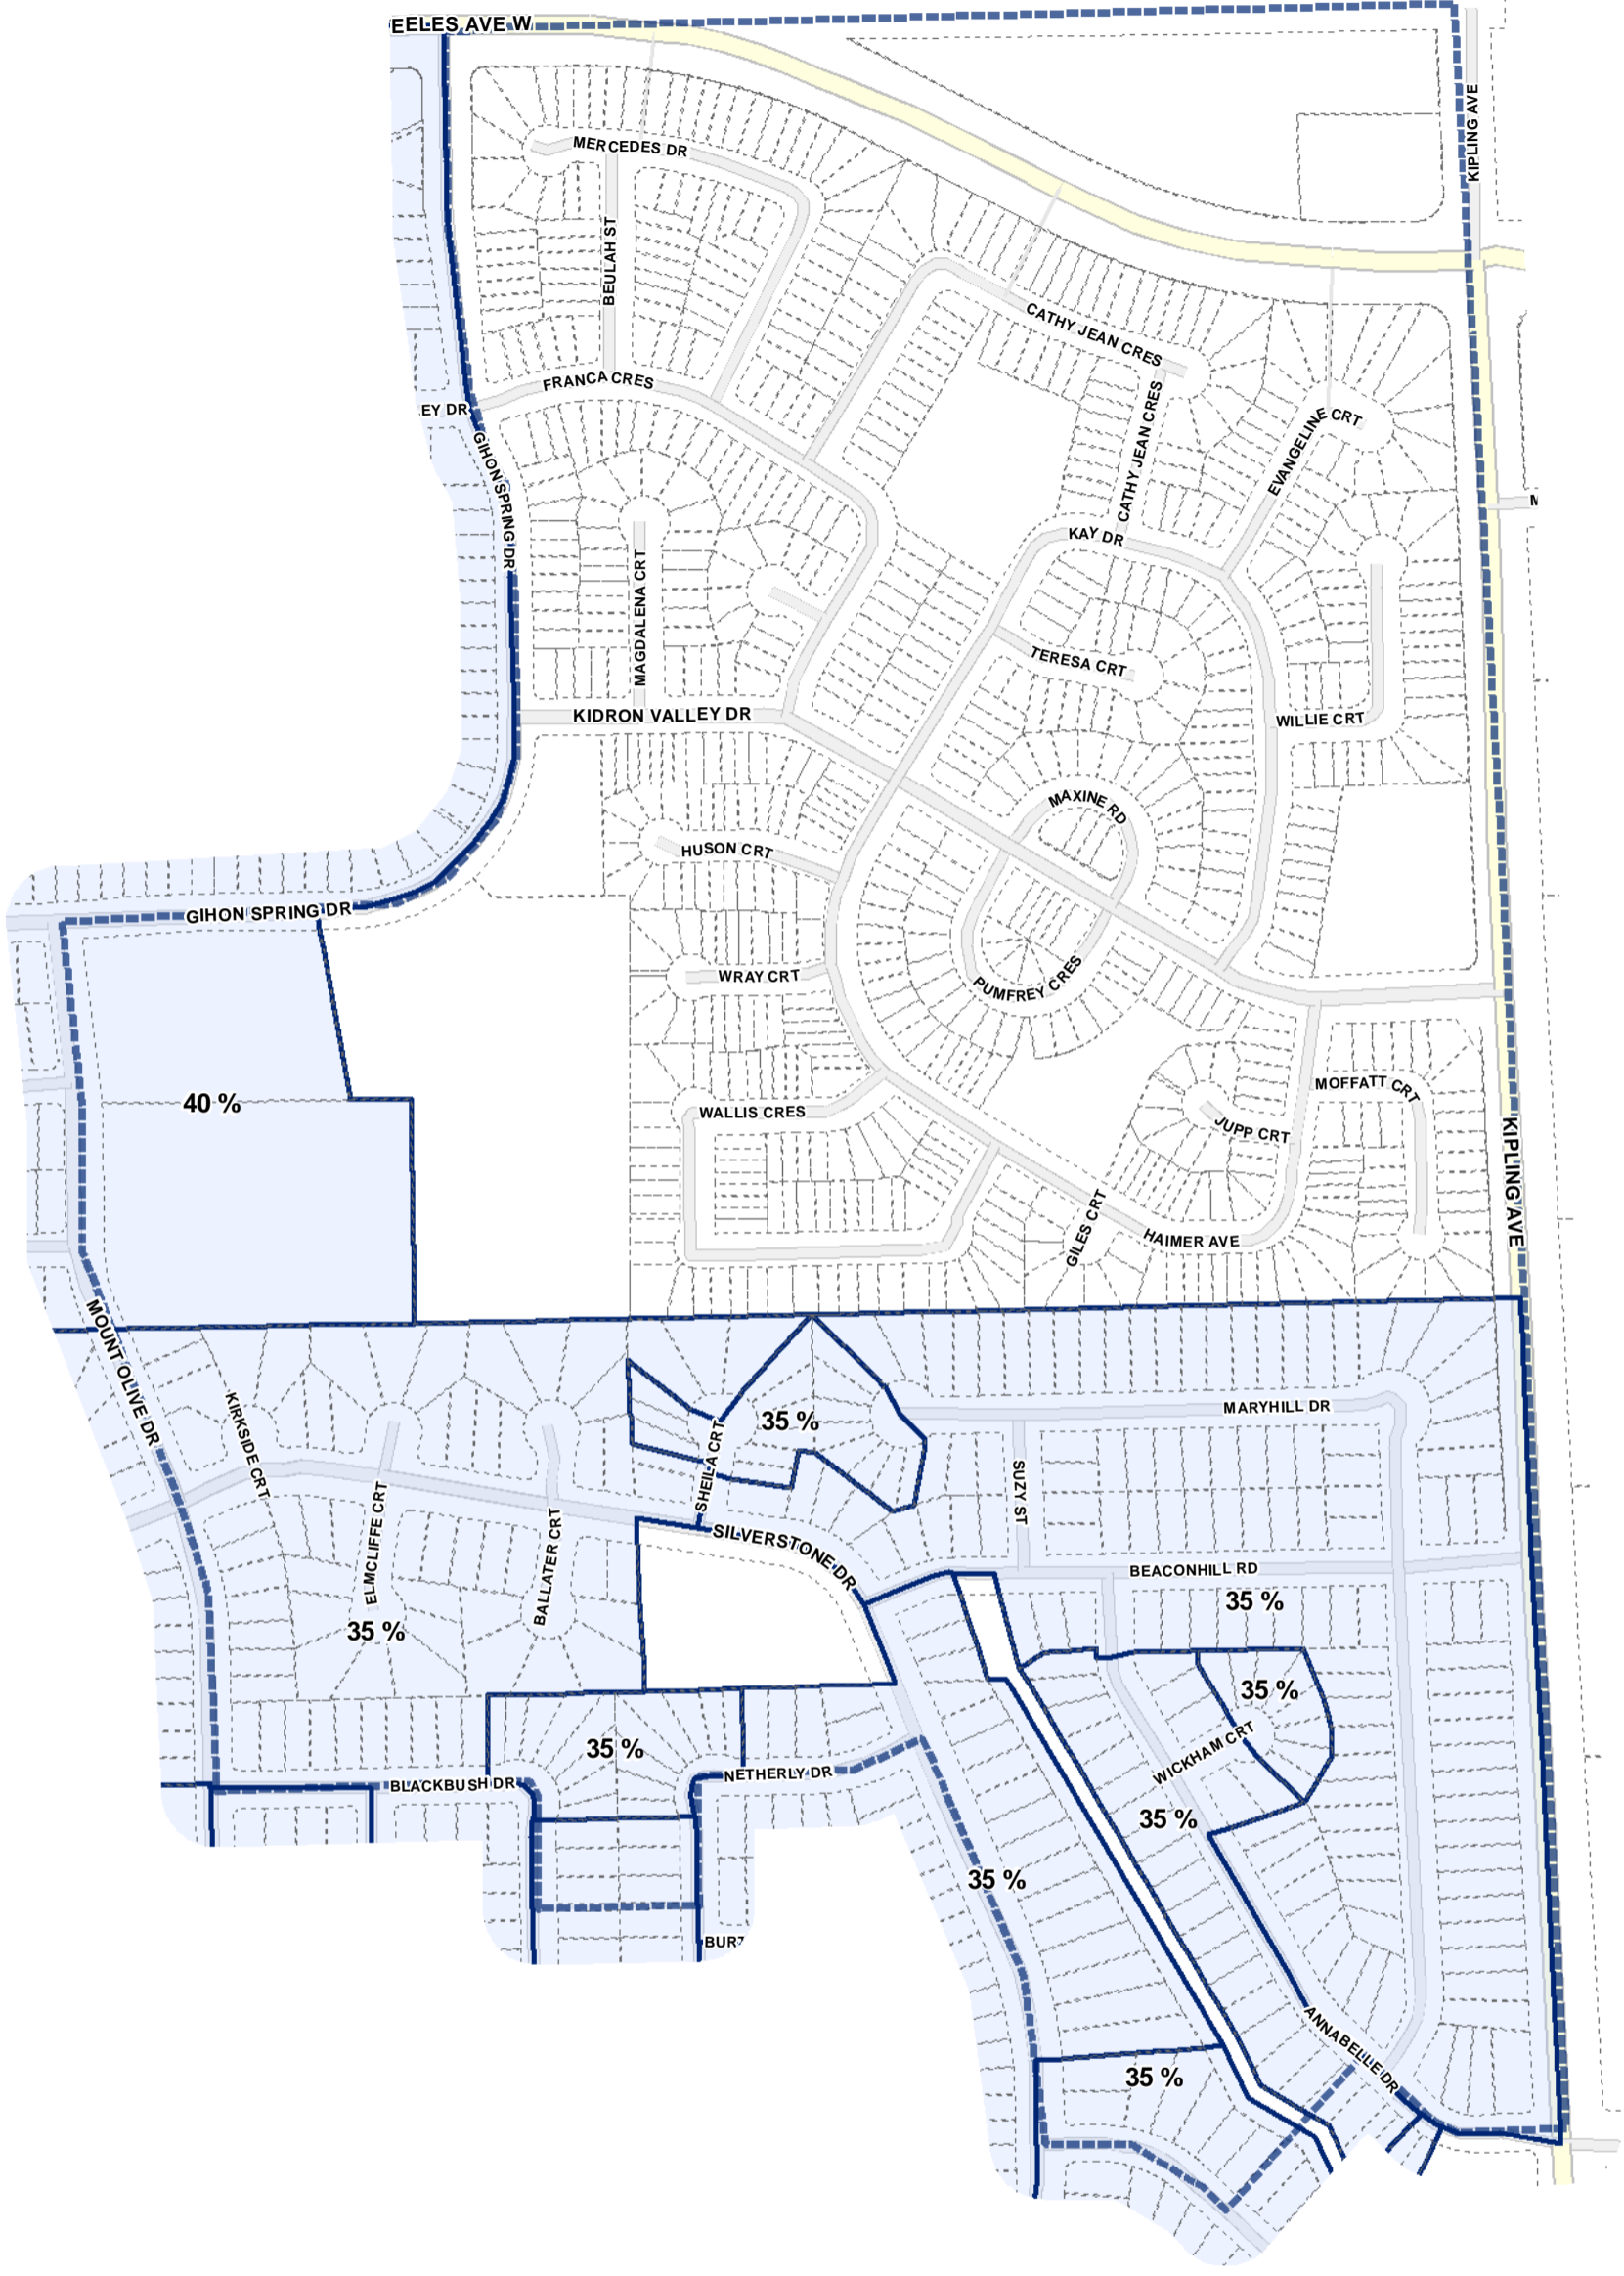 EELES AVE W
KIPLING AVE
MERCEDES DR
BEULAH ST
CATHY JEAN CRES
FRANCA CRES
CATHY JEAN CRES
EY DR
EVANGELINE CRT
GIHON SPRING DR
M
KAY DR
MAGDALENA CRT
TERESA CRT
KIDRON VALLEY DR
WILLIE CRT
MAXINE RD
HUSON CRT
GIHON SPRING DR
WRAY CRT
PUMFREY CRES
40 %
MOFFATT CRT
WALLIS CRES
JUPP CRT
KIPLING AVE
GILES CRT
HAIMER AVE
MOUNT OLIVE DR
KIRKSIDE CRT
35 %
MARYHILL DR
SHEILA CRT
SUZY ST
ELMCLIFFE CRT
BALLATER CRT
SILVERSTONE DR
BEACONHILL RD
35 %
35 %
35 %
35 %
WICKHAM CRT
NETHERLY DR
BLACKBUSH DR
35 %
35 %
BURT
ANNABELLE DR
35 %